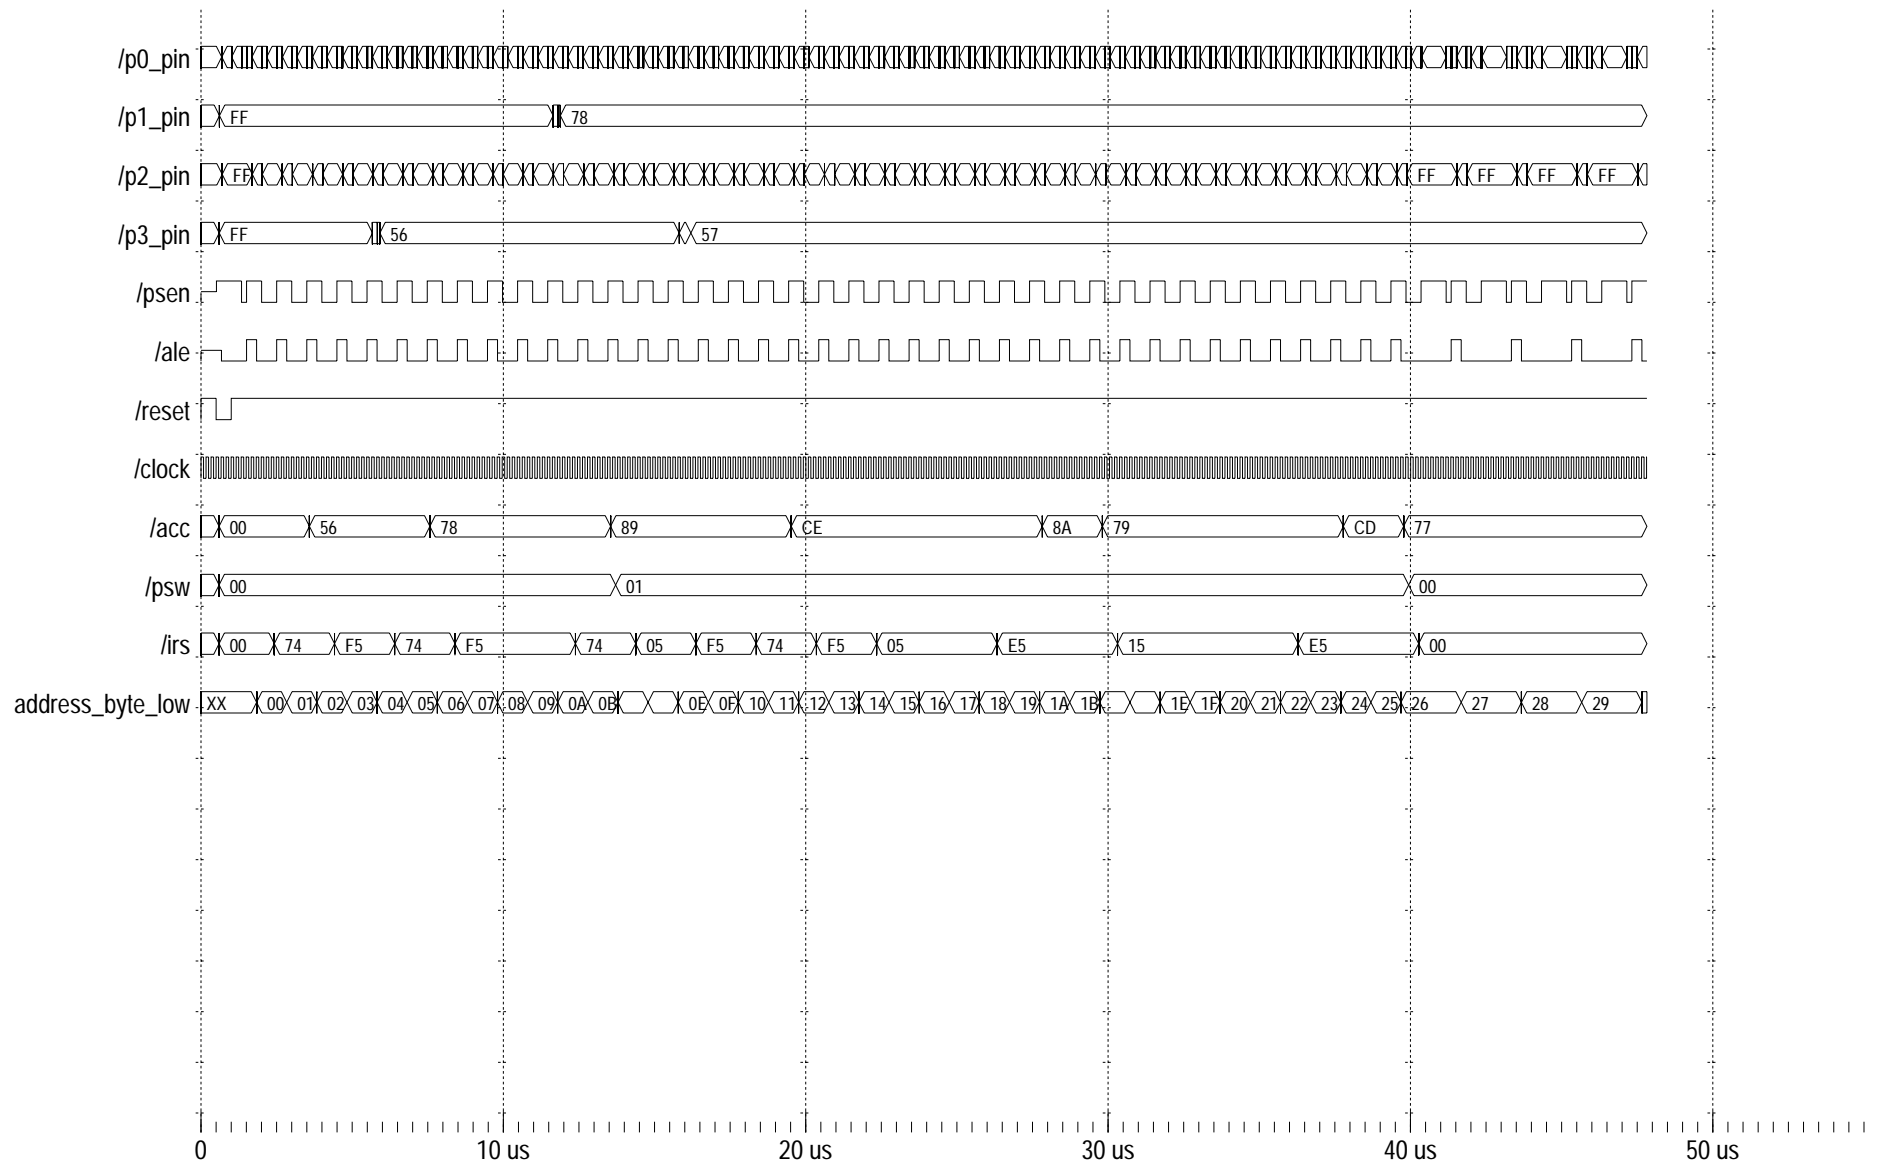 /p0_pin
/p1_pin FF 78
/p2_pin FF FF FF FF FF
/p3_pin FF 56 57
/psen
/ale
/reset
/clock
/acc 00 56 78 89 CE 8A 79 CD 77
/psw 00 01 00
/irs 00 74 F5 74 F5 74 05 F5 74 F5 05 E5 15 E5 00
address_byte_low XX 00 01 02 03 04 05 06 07 08 09 0A 0B 0E 0F 10 11 12 13 14 15 16 17 18 19 1A 1B 1E 1F 20 21 22 23 24 25 26 27 28 29
0 10 us 20 us 30 us 40 us 50 us